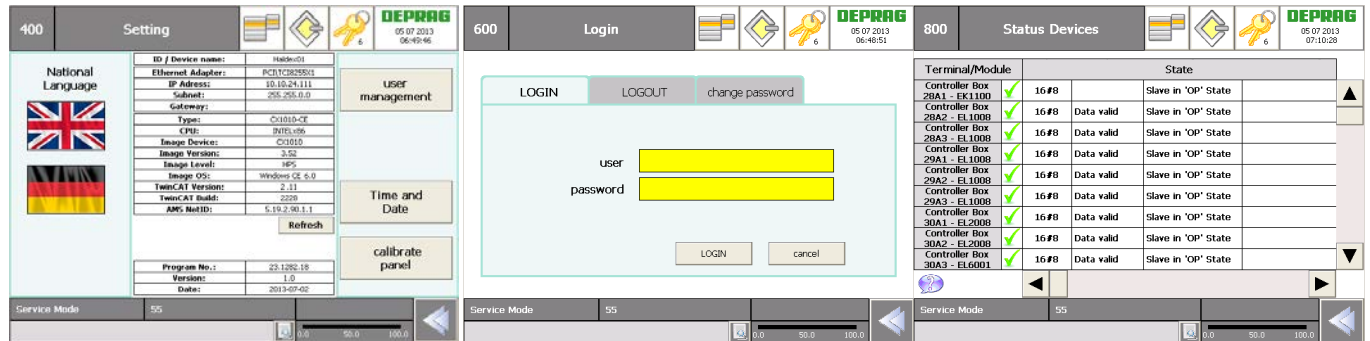 400
Setting
6
DEPRAG
05 07 2013
06:49:46
National
Language
ID / Device name: Haldex01
Ethernet Adapter: PCI\TCI8255X1
IP Adress: 10.10.24.111
Subnet: 255.255.0.0
Gateway:
Type: CX1010-CE
CPU: INTELx86
Image Device: CX1010
Image Version: 3.52
Image Level: HPS
Image OS: Windows CE 6.0
TwinCAT Version: 2.11
TwinCAT Build: 2220
AMS NetID: 5.19.2.90.1.1
Refresh
Program No.: 23.1282.18
Version: 1.0
Date: 2013-07-02
user
management
Time and
Date
calibrate
panel
Service Mode
55
0.0 50.0 100.0
600
Login
6
DEPRAG
05 07 2013
06:48:51
LOGIN
LOGOUT
change password
user
password
LOGIN
cancel
Service Mode
55
0.0 50.0 100.0
800
Status Devices
6
DEPRAG
05 07 2013
07:10:28
Terminal/Module State
Controller Box
28A1 - EK1100
16#8 Slave in 'OP' State
Controller Box
28A2 - EL1008
16#8 Data valid Slave in 'OP' State
Controller Box
28A3 - EL1008
16#8 Data valid Slave in 'OP' State
Controller Box
29A1 - EL1008
16#8 Data valid Slave in 'OP' State
Controller Box
29A2 - EL1008
16#8 Data valid Slave in 'OP' State
Controller Box
29A3 - EL1008
16#8 Data valid Slave in 'OP' State
Controller Box
30A1 - EL2008
16#8 Data valid Slave in 'OP' State
Controller Box
30A2 - EL2008
16#8 Data valid Slave in 'OP' State
Controller Box
30A3 - EL6001
16#8 Data valid Slave in 'OP' State
Service Mode
55
0.0 50.0 100.0